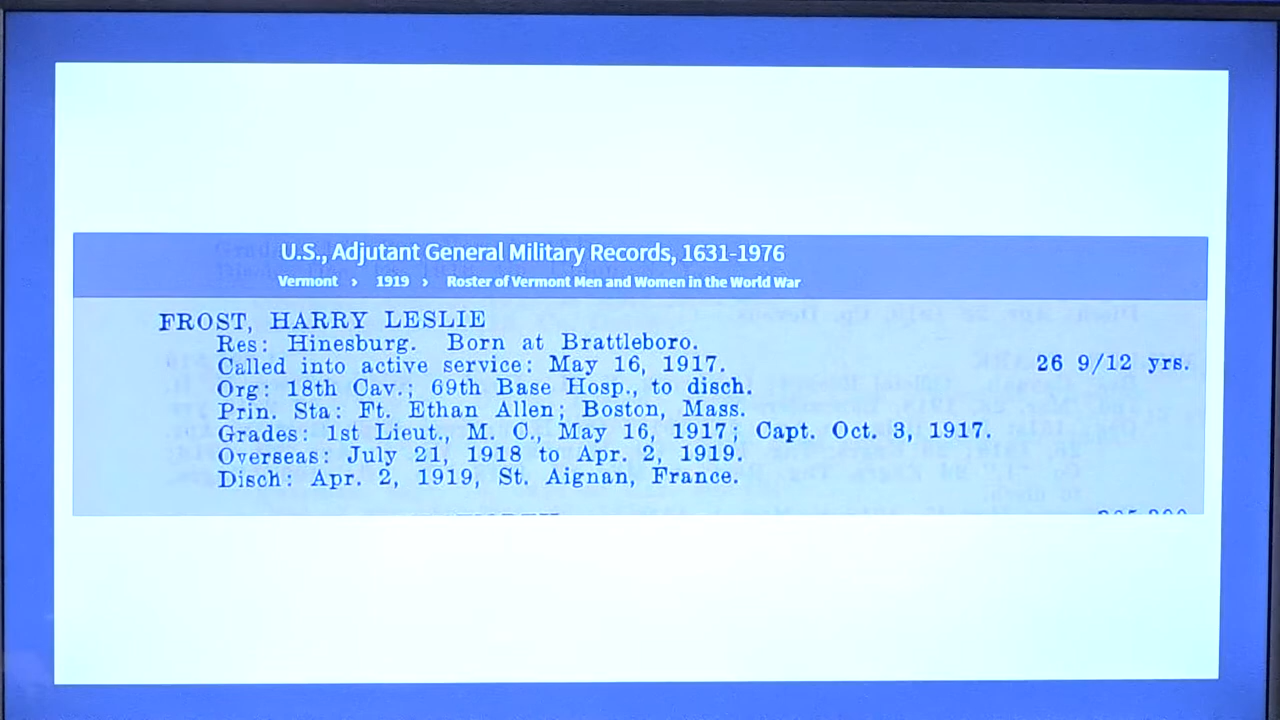 U.S., Adjutant General Military Records, 1631-1976
Vermont › 1919 › Roster of Vermont Men and Women in the World War
FROST, HARRY LESLIE
Res: Hinesburg. Born at Brattleboro.
Called into active service: May 16, 1917. 26 9/12 yrs.
Org: 18th Cav.; 69th Base Hosp., to disch.
Prin. Sta: Ft. Ethan Allen; Boston, Mass.
Grades: 1st Lieut., M. C., May 16, 1917; Capt. Oct. 3, 1917.
Overseas: July 21, 1918 to Apr. 2, 1919.
Disch: Apr. 2, 1919, St. Aignan, France.